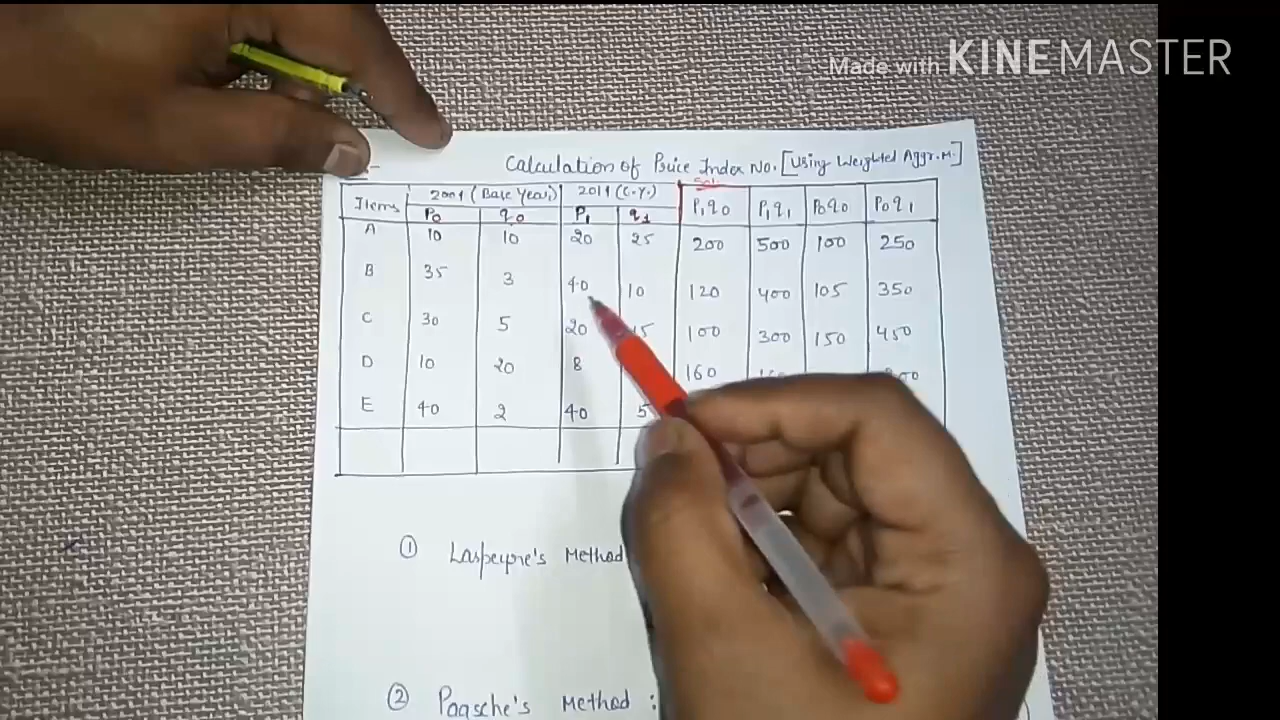 Made with KINEMASTER
Calculation of Price Index No. [Using Weighted Aggr. M.]
Items 2001 (Base Year) 2011 (C.Y.) P₁q₀ P₁q₁ P₀q₀ P₀q₁
P₀ q₀ P₁ q₁
A 10 10 20 25 200 500 100 250
B 35 3 40 10 120 400 105 350
C 30 5 20 15 100 300 150 450
D 10 20 8 160
E 40 2 40 5
① Laspeyre's Method
② Paasche's Method :